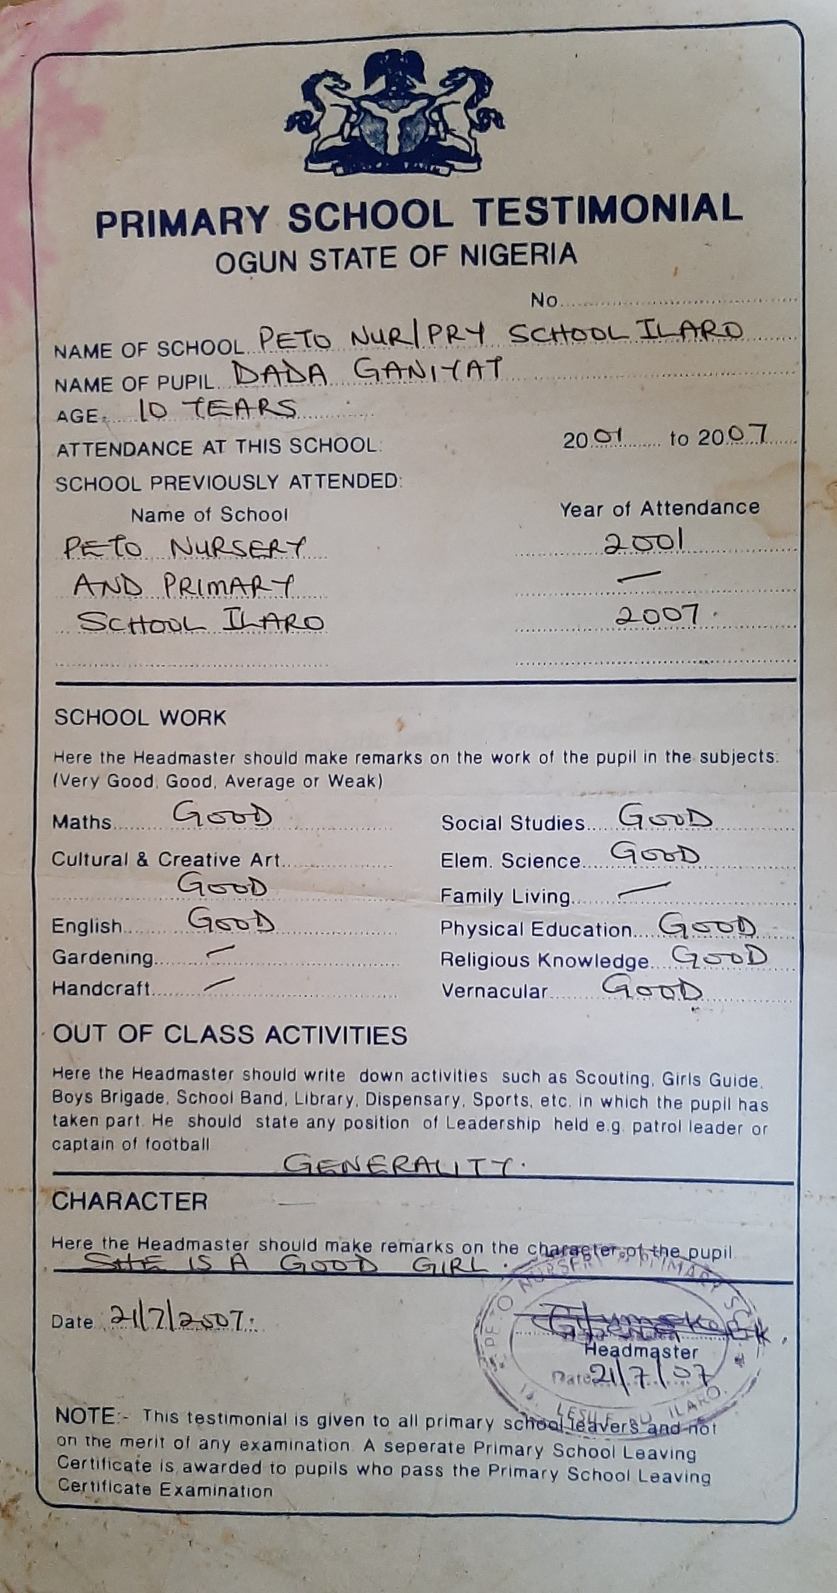 PRIMARY SCHOOL TESTIMONIAL
OGUN STATE OF NIGERIA
No
NAME OF SCHOOL PETO NUR/PRY SCHOOL ILARO
NAME OF PUPIL DADA GANIYAT
AGE: 10 YEARS
ATTENDANCE AT THIS SCHOOL: 2001 to 2007
SCHOOL PREVIOUSLY ATTENDED:
Name of School Year of Attendance
PETO NURSERY 2001
AND PRIMARY —
SCHOOL ILARO 2007.
SCHOOL WORK
Here the Headmaster should make remarks on the work of the pupil in the subjects:
(Very Good, Good, Average or Weak)
Maths GOOD Social Studies GOOD
Cultural & Creative Art Elem. Science GOOD
GOOD Family Living —
English GOOD Physical Education GOOD
Gardening — Religious Knowledge GOOD
Handcraft — Vernacular GOOD
OUT OF CLASS ACTIVITIES
Here the Headmaster should write down activities such as Scouting, Girls Guide,
Boys Brigade, School Band, Library, Dispensary, Sports, etc. in which the pupil has
taken part. He should state any position of Leadership held e.g. patrol leader or
captain of football
GENERALITY.
CHARACTER
Here the Headmaster should make remarks on the character of the pupil
SHE IS A GOOD GIRL.
PETO NURSERY & PRIMARY
Date 21/7/2007.
Headmaster
Date 21/7/07
ILARO.
NOTE:- This testimonial is given to all primary school leavers and not
on the merit of any examination. A seperate Primary School Leaving
Certificate is awarded to pupils who pass the Primary School Leaving
Certificate Examination